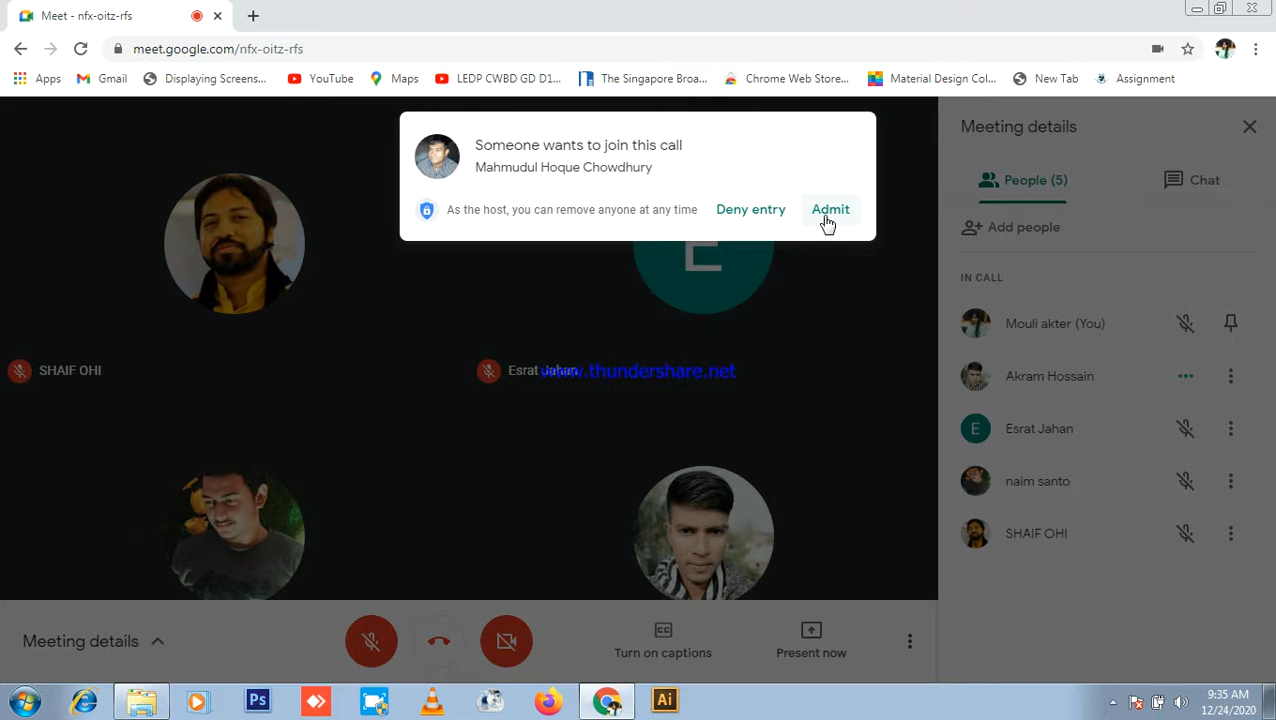 Meet - nfx-oitz-rfs
meet.google.com/nfx-oitz-rfs
Apps
Gmail
Displaying Screens...
YouTube
Maps
LEDP CWBD GD D1...
The Singapore Broa...
Chrome Web Store...
Material Design Col...
New Tab
Assignment
Someone wants to join this call
Mahmudul Hoque Chowdhury
As the host, you can remove anyone at any time
Deny entry
Admit
Meeting details
People (5)
Chat
Add people
IN CALL
Mouli akter (You)
Akram Hossain
E
Esrat Jahan
naim santo
SHAIF OHI
E
SHAIF OHI
Esrat Jahan
www.thundershare.net
Meeting details
CC
Turn on captions
Present now
Ps
Ai
9:35 AM
12/24/2020